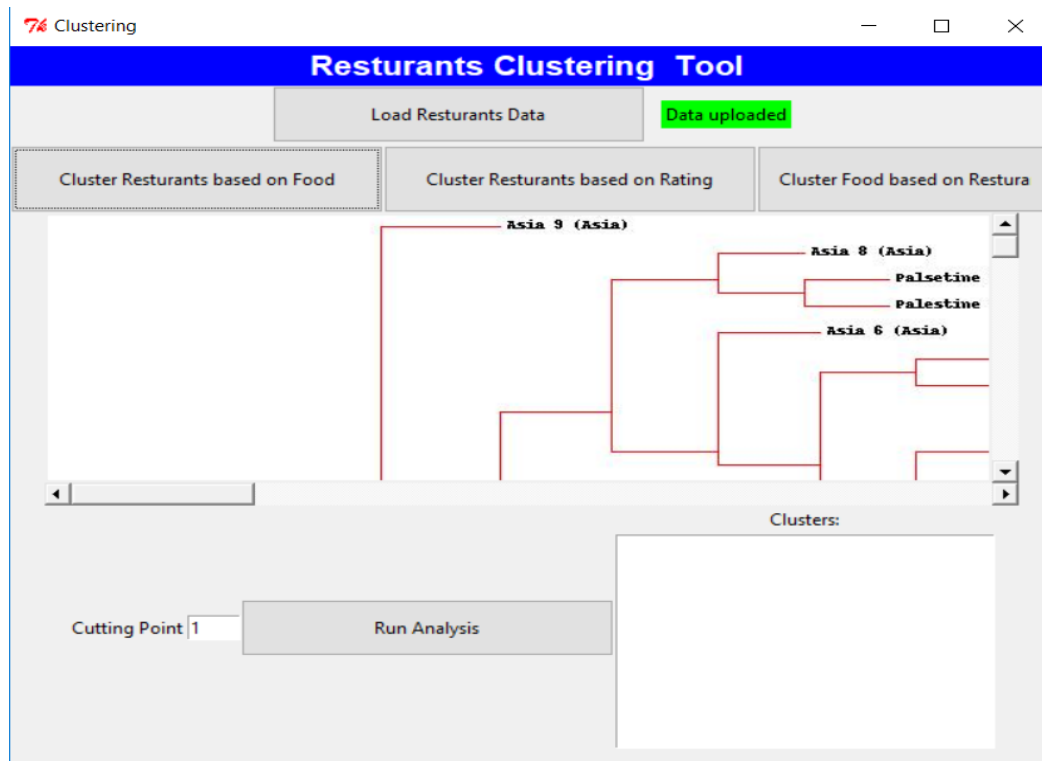 Clustering
Resturants Clustering Tool
Load Resturants Data
Data uploaded
Cluster Resturants based on Food
Cluster Resturants based on Rating
Cluster Food based on Restura
Asia 9 (Asia)
Asia 8 (Asia)
Palsetine
Palestine
Asia 6 (Asia)
Clusters:
Cutting Point 1
Run Analysis